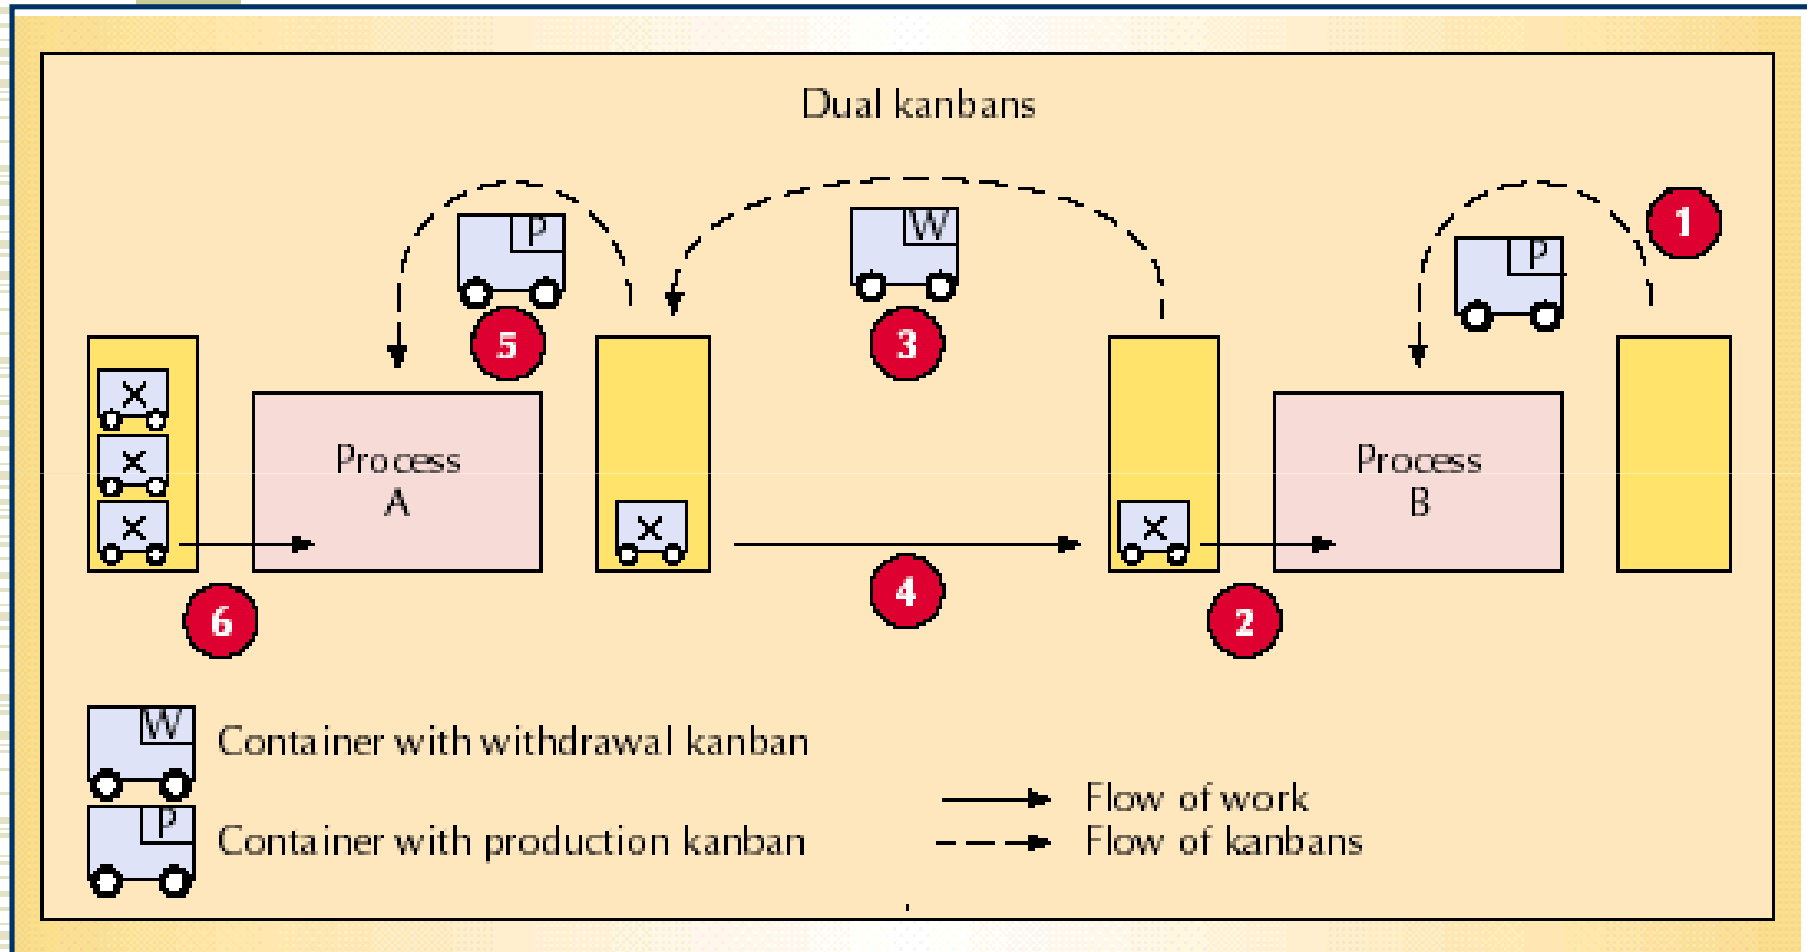 Dual kanbans
P
W
P
1
5
3
X
X
X
Process
A
X
X
Process
B
6
4
2
W
Container with withdrawal kanban
P
Container with production kanban
Flow of work
Flow of kanbans